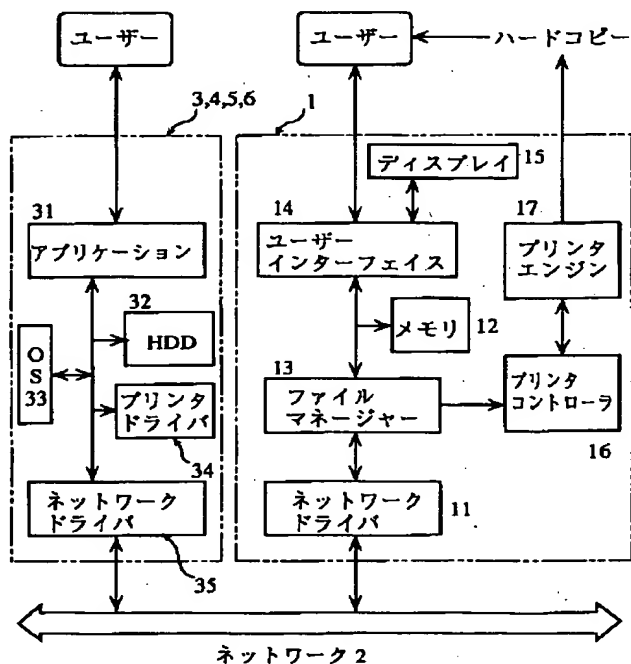 ユーザー
ユーザー
ハードコピー
3,4,5,6
1
15
ディスプレイ
31
アプリケーション
14
ユーザー
インターフェイス
17
プリンタ
エンジン
32
HDD
メモリ
12
OS
33
13
ファイル
マネージャー
プリンタ
コントローラ
プリンタ
ドライバ
34
16
ネットワーク
ドライバ
ネットワーク
ドライバ
11
35
ネットワーク2